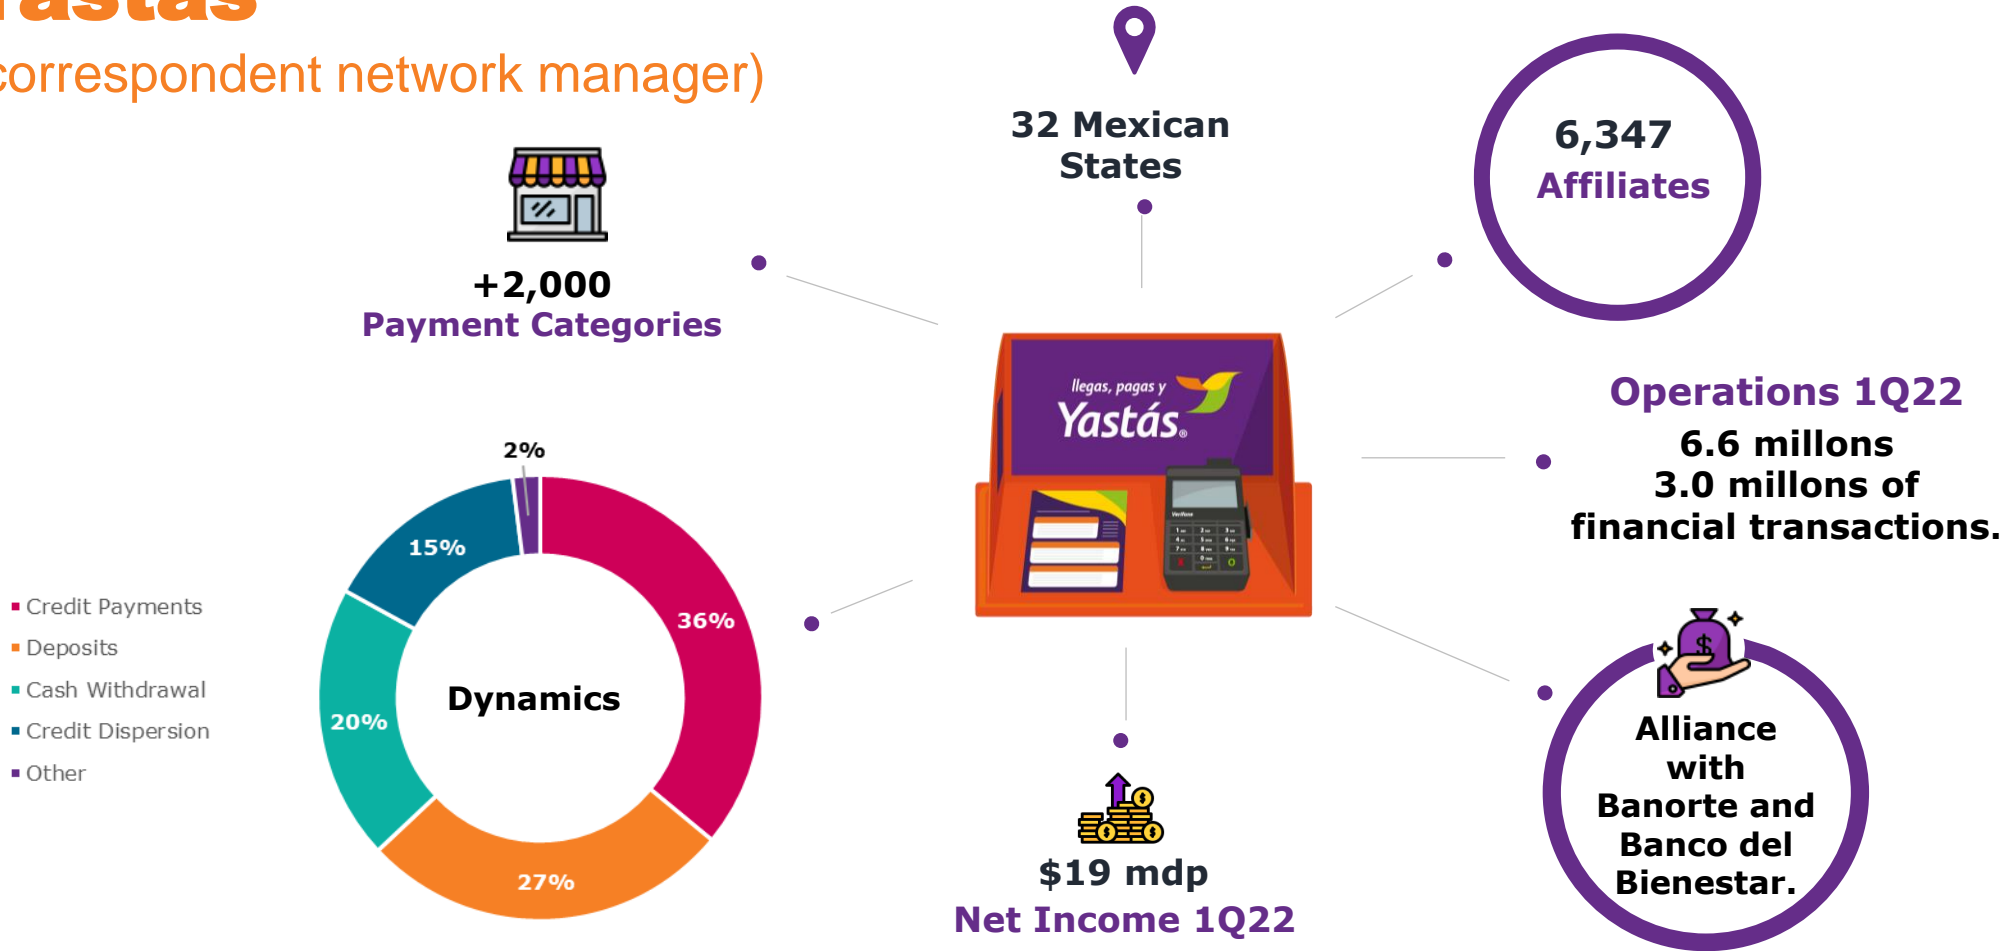 Yastás
correspondent network manager)
32 Mexican
States
6,347
Affiliates
+2,000
Payment Categories
llegas, pagas y
Yastás®
Operations 1Q22
6.6 millons
3.0 millons of
financial transactions.
2%
15%
36%
20%
27%
Dynamics
Credit Payments
Deposits
Cash Withdrawal
Credit Dispersion
Other
Alliance
with
Banorte and
Banco del
Bienestar.
$19 mdp
Net Income 1Q22